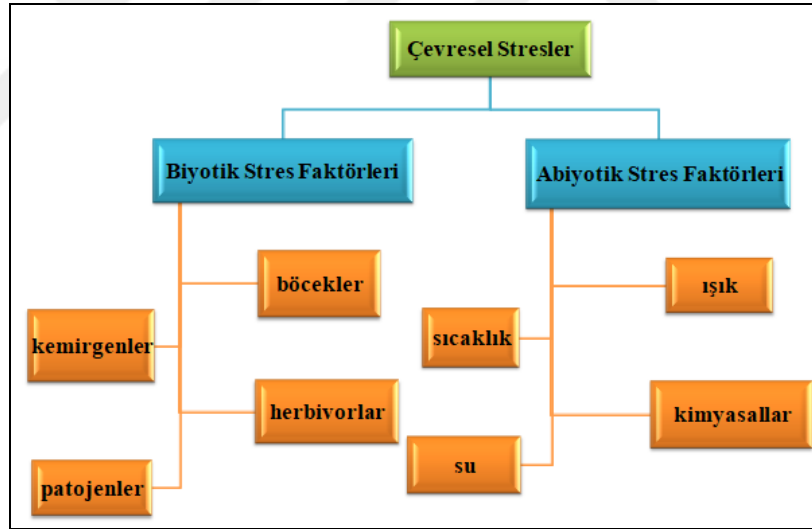 Çevresel Stresler
Biyotik Stres Faktörleri
Abiyotik Stres Faktörleri
böcekler
kemirgenler
herbivorlar
patojenler
ışık
sıcaklık
kimyasallar
su